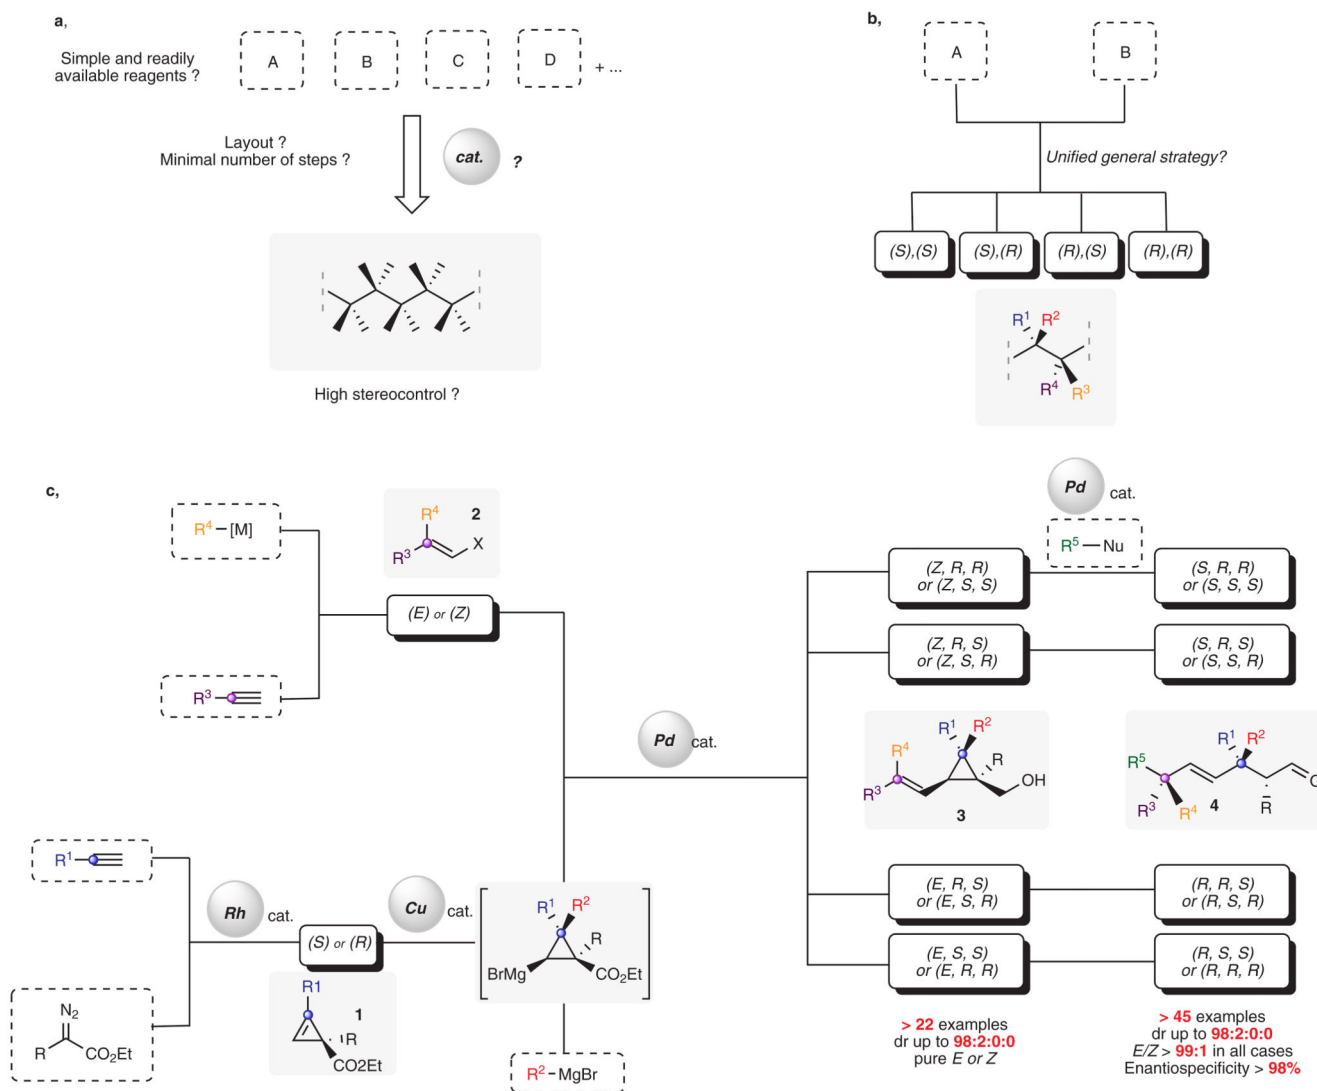 a,
Simple and readily
available reagents ?
A
B
C
D
+ ...
Layout ?
Minimal number of steps ?
cat.
?
High stereocontrol ?
b,
A
B
Unified general strategy?
(S),(S)
(S),(R)
(R),(S)
(R),(R)
R1
R2
R4
R3
c,
R4
[M]
R3
R4
2
R3
X
(E) or (Z)
R1
N2
R
CO2Et
Rh
cat.
(S) or (R)
R1
1
R
CO2Et
Cu
cat.
R1
R2
R
BrMg
CO2Et
R2
MgBr
Pd
cat.
Pd
cat.
R5
Nu
(Z, R, R)
or (Z, S, S)
(S, R, R)
or (S, S, S)
(Z, R, S)
or (Z, S, R)
(S, R, S)
or (S, S, R)
R1
R2
R4
R
R3
OH
3
R1
R2
R5
O
R3
R4
4
R
(E, R, S)
or (E, S, R)
(R, R, S)
or (R, S, R)
(E, S, S)
or (E, R, R)
(R, S, S)
or (R, R, R)
> 22 examples
dr up to 98:2:0:0
pure E or Z
> 45 examples
dr up to 98:2:0:0
E/Z > 99:1 in all cases
Enantiospecificity > 98%